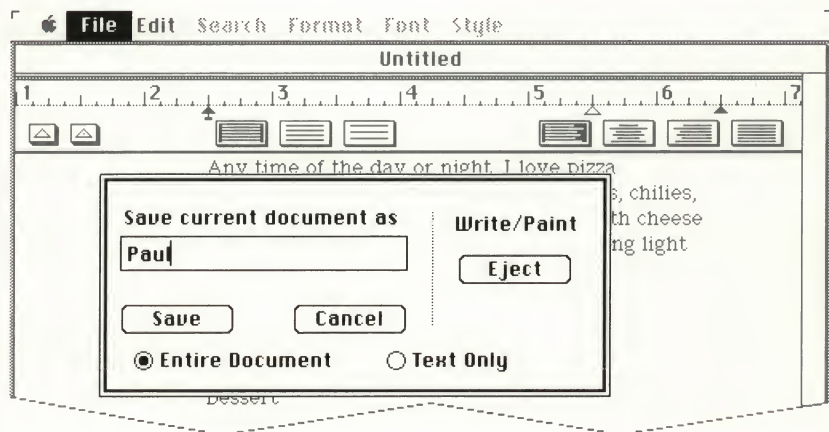 File Edit Search Format Font Style
Untitled
1 2 3 4 5 6 7
Any time of the day or night, I love pizza
s, chilies,
th cheese
ng light
Save current document as
Write/Paint
Paul
Eject
Save Cancel
Entire Document Text Only
Dessert